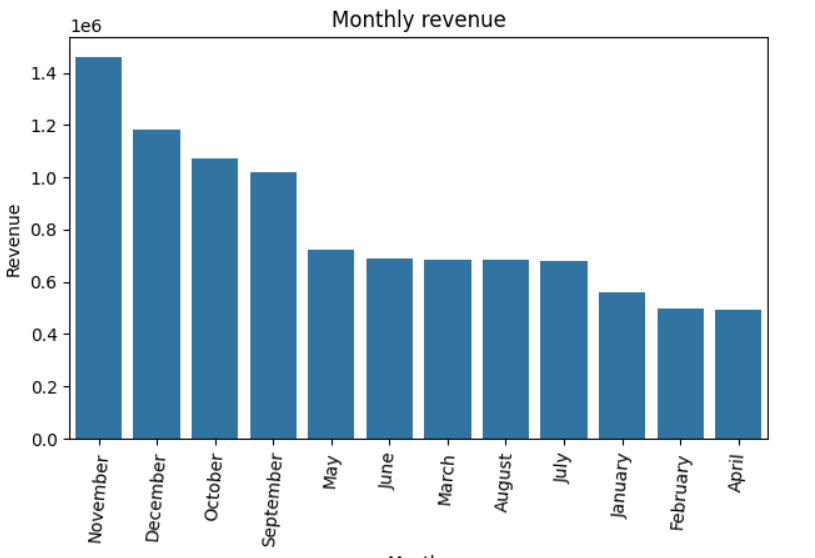 Monthly revenue
1e6
1.4
1.2
1.0
0.8
0.6
0.4
0.2
0.0
Revenue
November
December
October
September
May
June
March
August
July
January
February
April